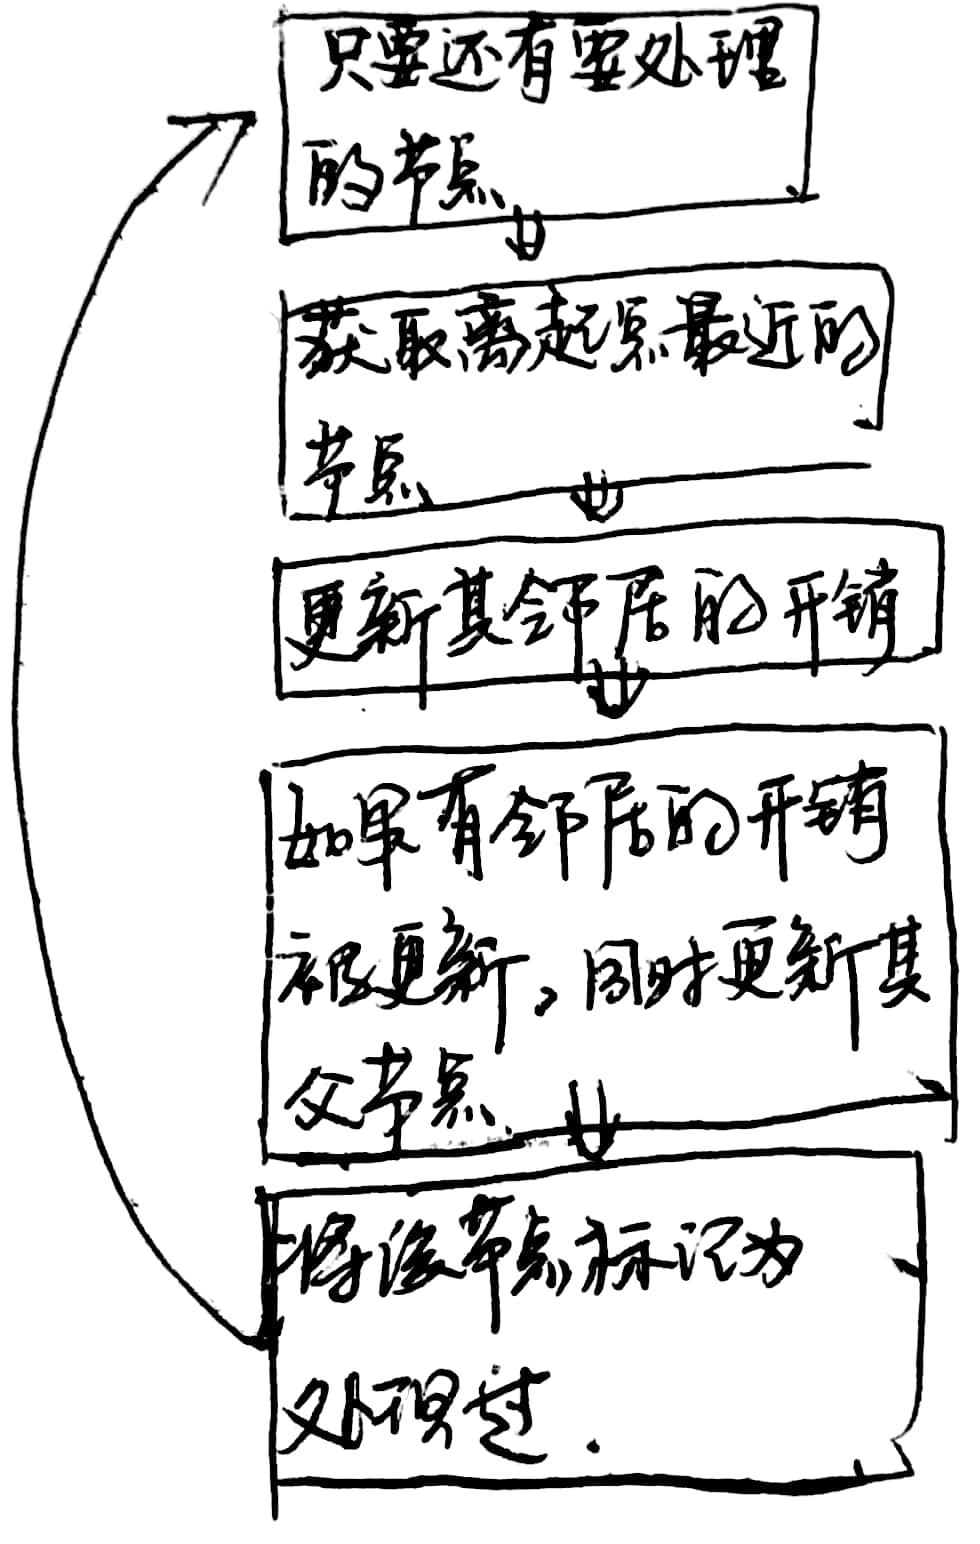 只要还有要处理
的节点
获取离起点最近的
节点
更新其邻居的开销
如果有邻居的开销
被更新，同时更新其
父节点
将该节点标记为
处理过.